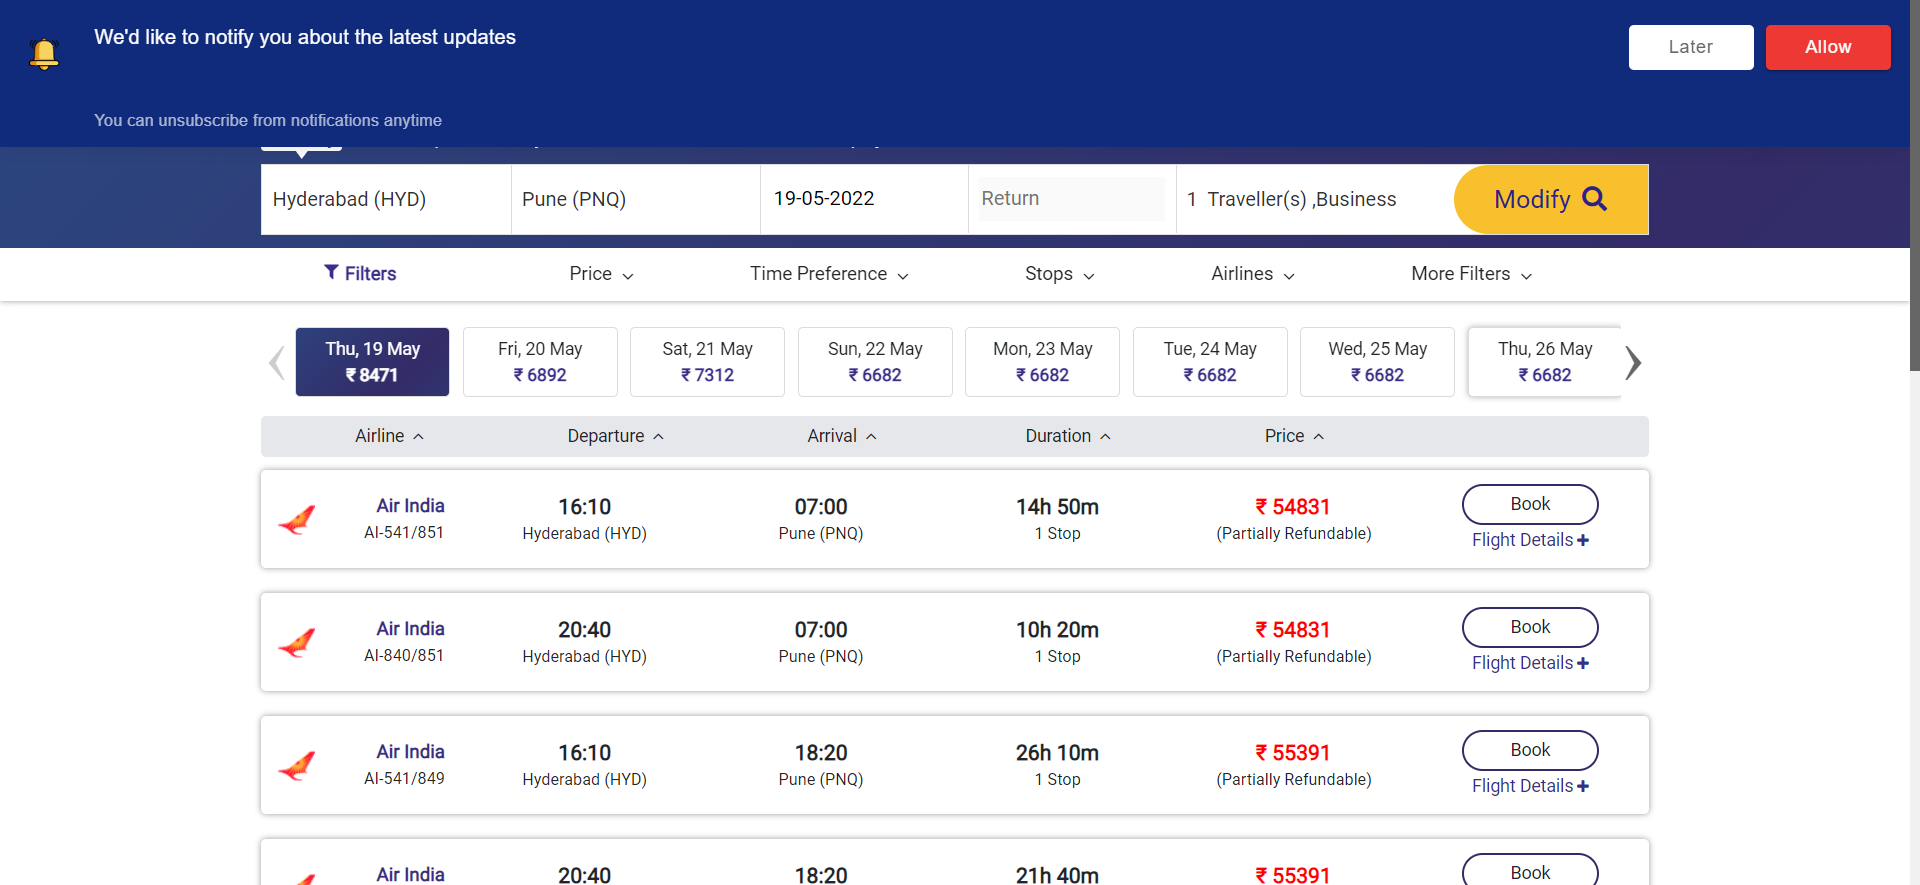 We'd like to notify you about the latest updates
Later
Allow
You can unsubscribe from notifications anytime
Hyderabad (HYD)
Pune (PNQ)
19-05-2022
Return
1 Traveller(s) ,Business
Modify
Filters
Price
Time Preference
Stops
Airlines
More Filters
Thu, 19 May
₹ 8471
Fri, 20 May
₹ 6892
Sat, 21 May
₹ 7312
Sun, 22 May
₹ 6682
Mon, 23 May
₹ 6682
Tue, 24 May
₹ 6682
Wed, 25 May
₹ 6682
Thu, 26 May
₹ 6682
Airline Departure Arrival Duration Price
Air India 16:10 07:00 14h 50m ₹ 54831 Book
AI-541/851 Hyderabad (HYD) Pune (PNQ) 1 Stop (Partially Refundable) Flight Details
Air India 20:40 07:00 10h 20m ₹ 54831 Book
AI-840/851 Hyderabad (HYD) Pune (PNQ) 1 Stop (Partially Refundable) Flight Details
Air India 16:10 18:20 26h 10m ₹ 55391 Book
AI-541/849 Hyderabad (HYD) Pune (PNQ) 1 Stop (Partially Refundable) Flight Details
Air India 20:40 18:20 21h 40m ₹ 55391 Book